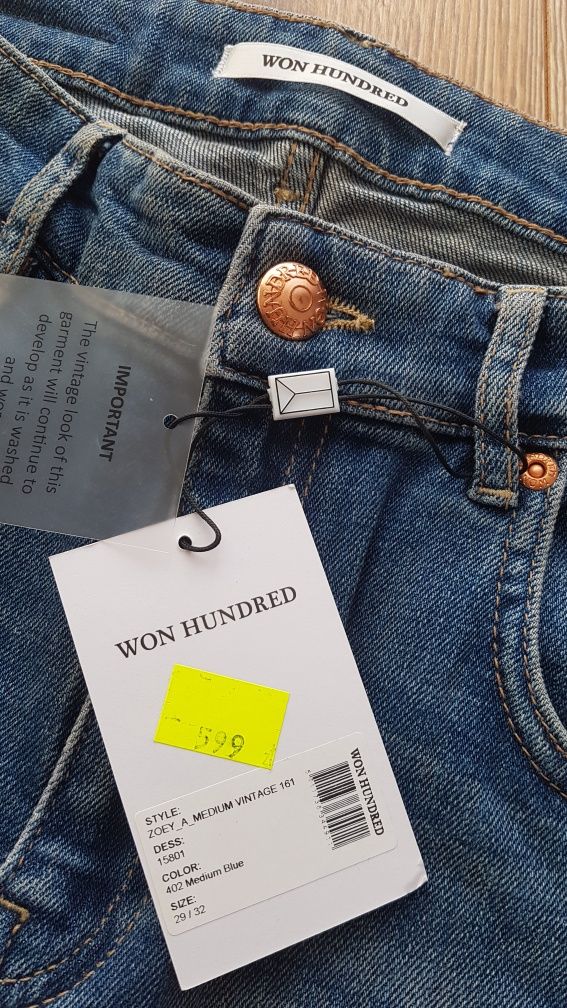 WON HUNDRED
IMPORTANT
The vintage look of this
garment will continue to
develop as it is washed
WON HUNDRED
599
STYLE:
ZOEY_A_MEDIUM VINTAGE 161
DESS:
15801
COLOR:
402 Medium Blue
SIZE:
29 / 32
WON HUNDRED